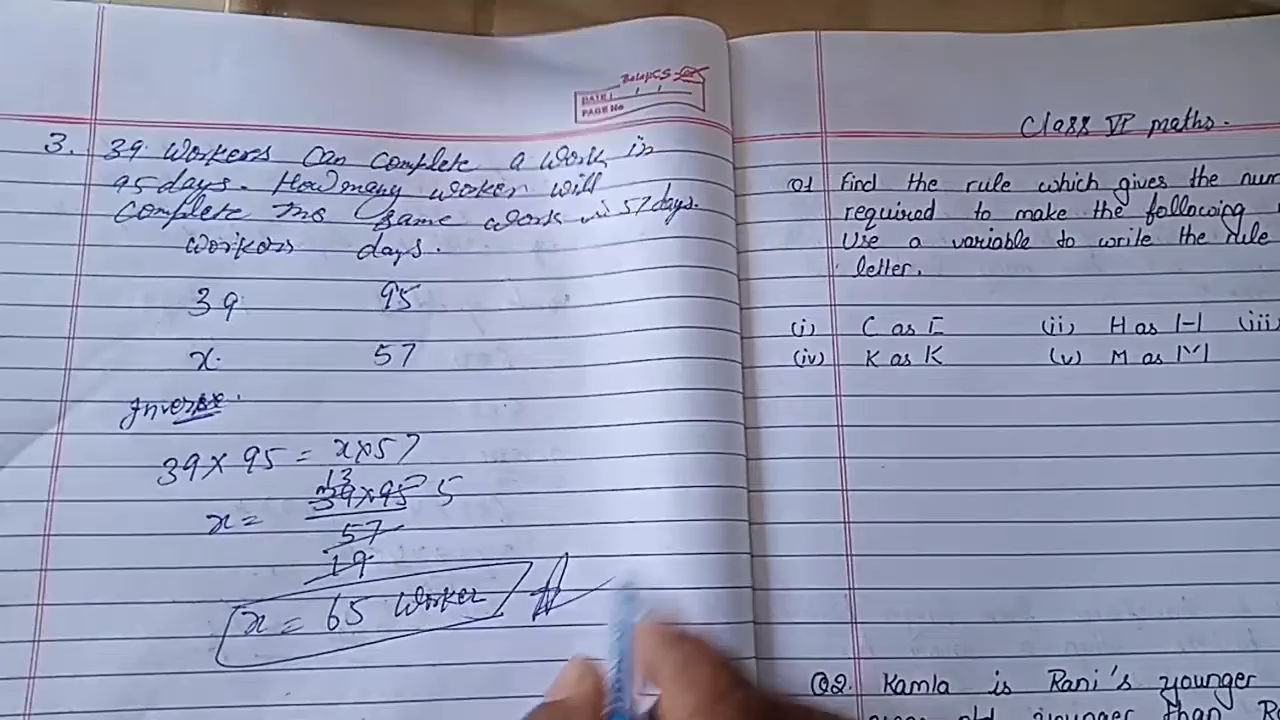 DATE: / /
PAGE No
3. 39 workers can complete a work in
95 days. How many worker will
complete the same work in 57 days.
workers days.
39 95
x. 57
Inverse.
39 × 95 = x × 57
13
x = 39 × 95 5
57
19
x = 65 worker
Class VI maths.
Q1 Find the rule which gives the num
required to make the following
Use a variable to write the rule
letter.
(i) C as C (ii) H as H (iii)
(iv) K as K (v) M as M
Q2. Kamla is Rani's younger
younger than R